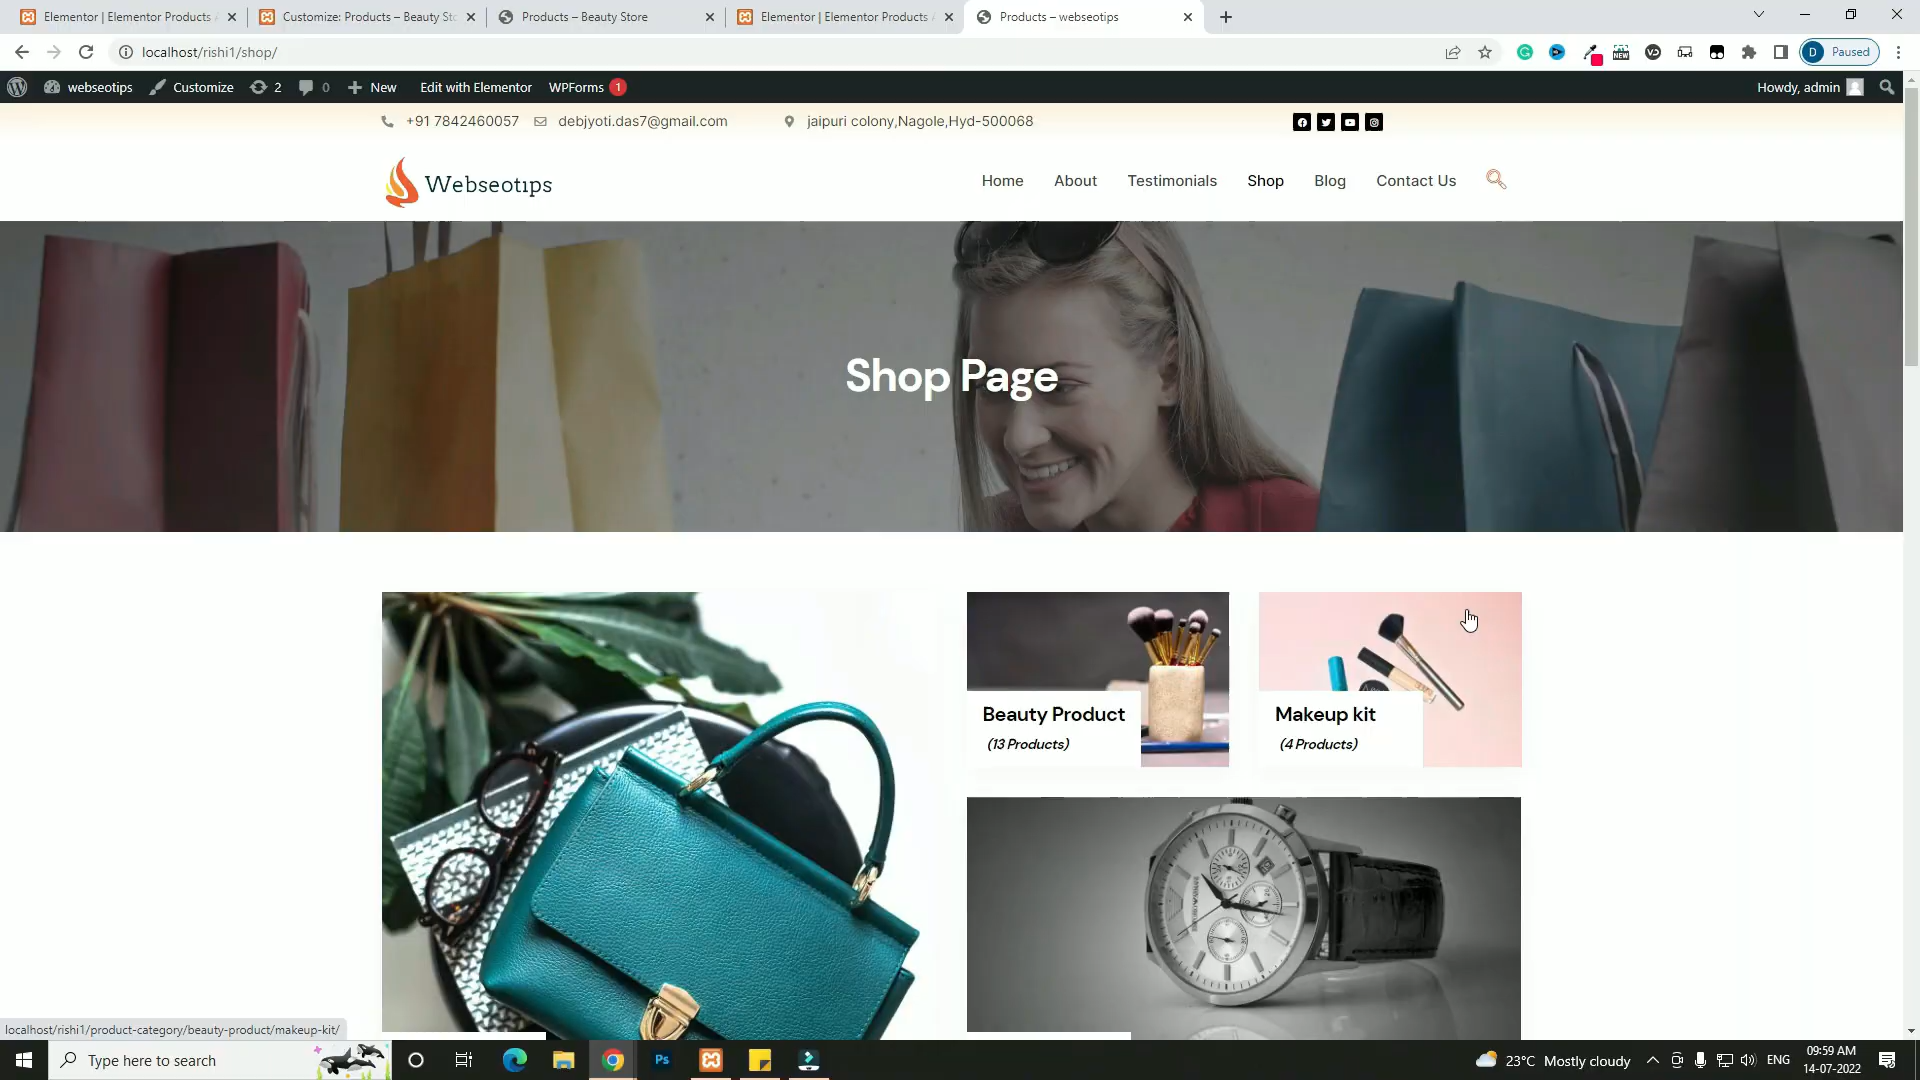 Elementor | Elementor Products
Customize: Products – Beauty Sto
Products – Beauty Store
Elementor | Elementor Products
Products – webseotips
localhost/rishi1/shop/
NEW
D Paused
webseotips
Customize
2
0
New
Edit with Elementor
WPForms 1
Howdy, admin
+91 7842460057
debjyoti.das7@gmail.com
jaipuri colony,Nagole,Hyd-500068
Webseotips
Home
About
Testimonials
Shop
Blog
Contact Us
Shop Page
Beauty Product
(13 Products)
Makeup kit
(4 Products)
localhost/rishi1/product-category/beauty-product/makeup-kit/
Type here to search
Ps
23°C Mostly cloudy
ENG
09:59 AM
14-07-2022